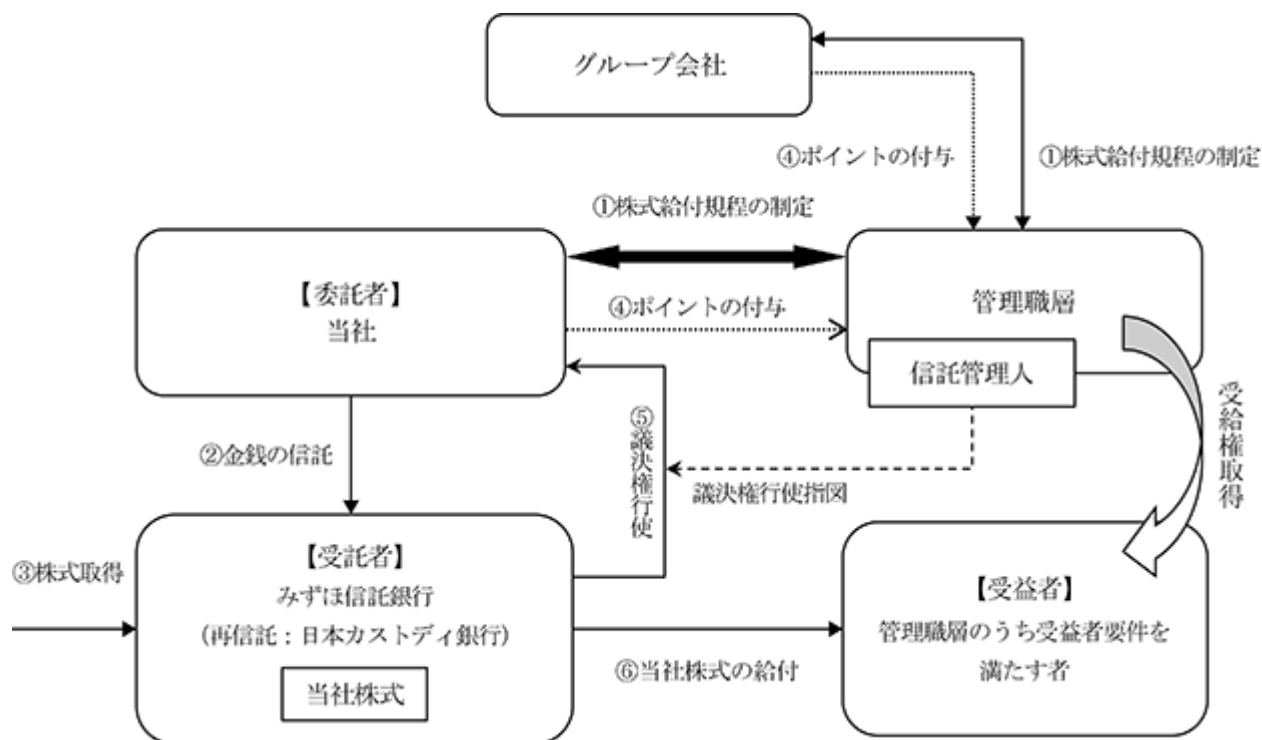 グループ会社
④ポイントの付与
①株式給付規程の制定
①株式給付規程の制定
【委託者】
当社
④ポイントの付与
管理職層
信託管理人
受給権取得
②金銭の信託
⑤議決権行使
議決権行使指図
③株式取得
【受託者】
みずほ信託銀行
(再信託：日本カストディ銀行)
当社株式
⑥当社株式の給付
【受益者】
管理職層のうち受益者要件を
満たす者